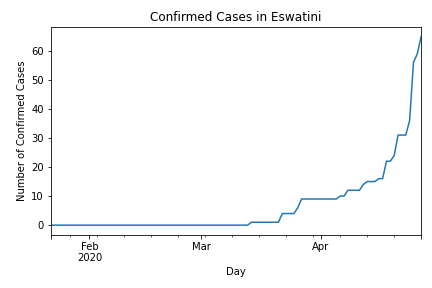 Confirmed Cases in Eswatini
Number of Confirmed Cases
60
50
40
30
20
10
0
Feb
2020
Mar
Apr
Day